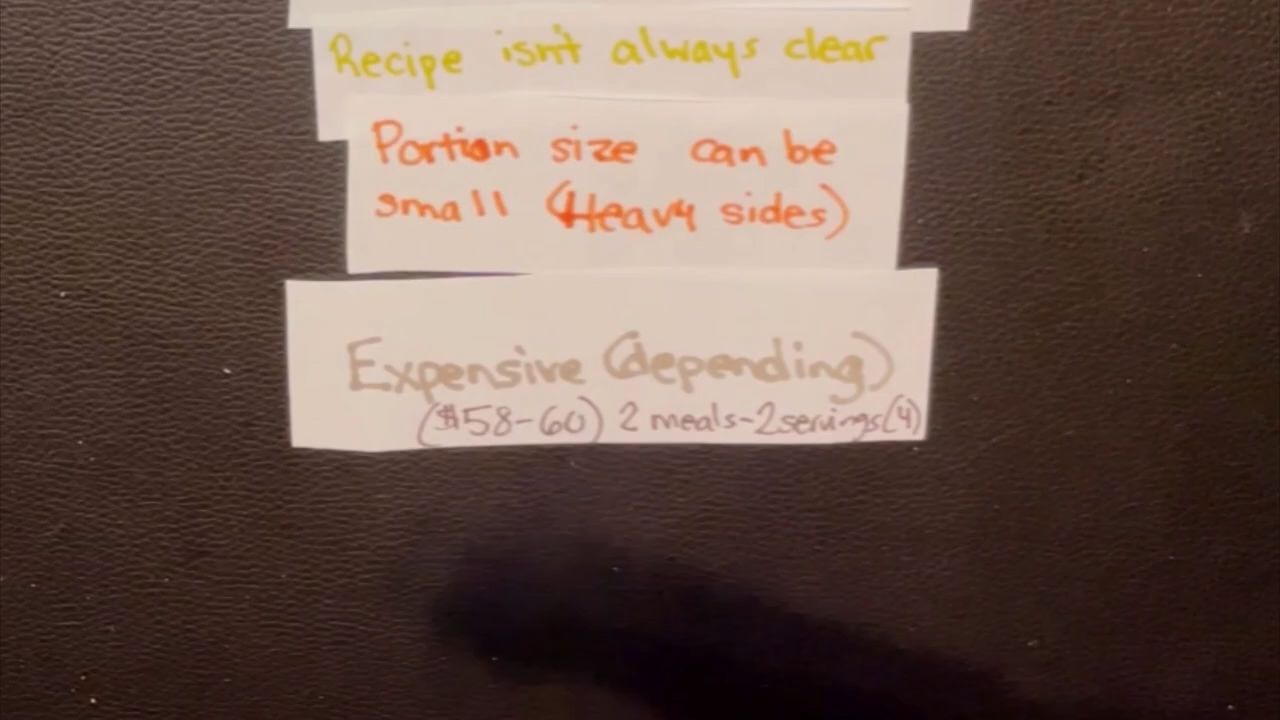 Recipe isn't always clear
Portion size can be
small (Heavy sides)
Expensive (depending)
($58-60) 2 meals-2servings(4)